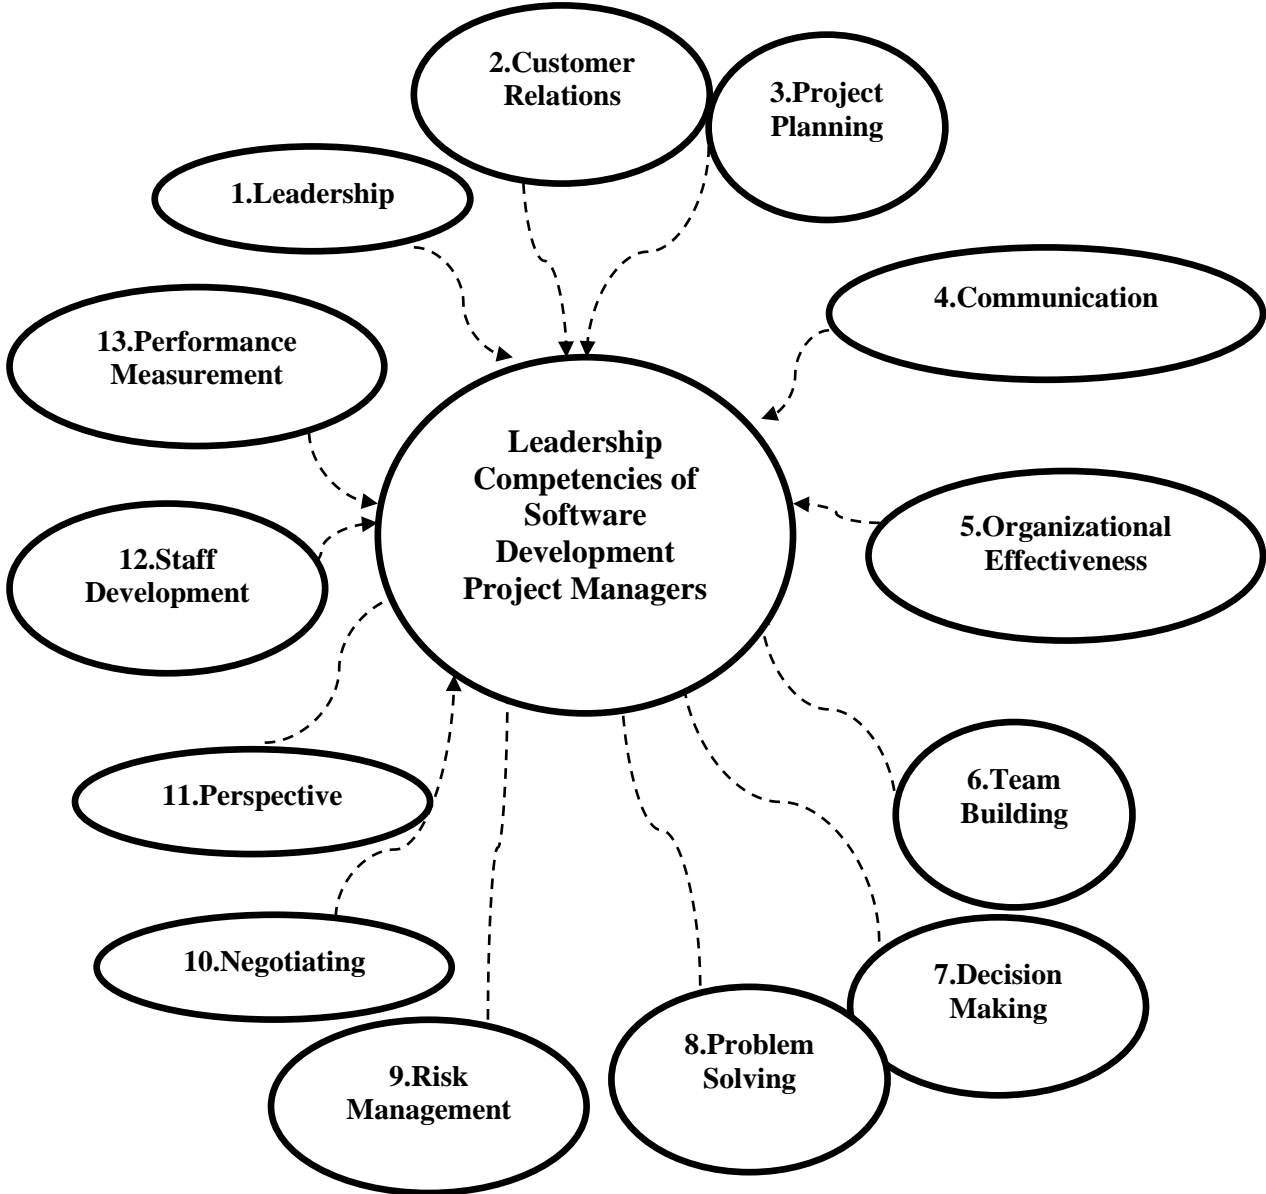 2.Customer
Relations
3.Project
Planning
1.Leadership
4.Communication
13.Performance
Measurement
Leadership
Competencies of
Software
Development
Project Managers
5.Organizational
Effectiveness
12.Staff
Development
6.Team
Building
11.Perspective
10.Negotiating
7.Decision
Making
8.Problem
Solving
9.Risk
Management